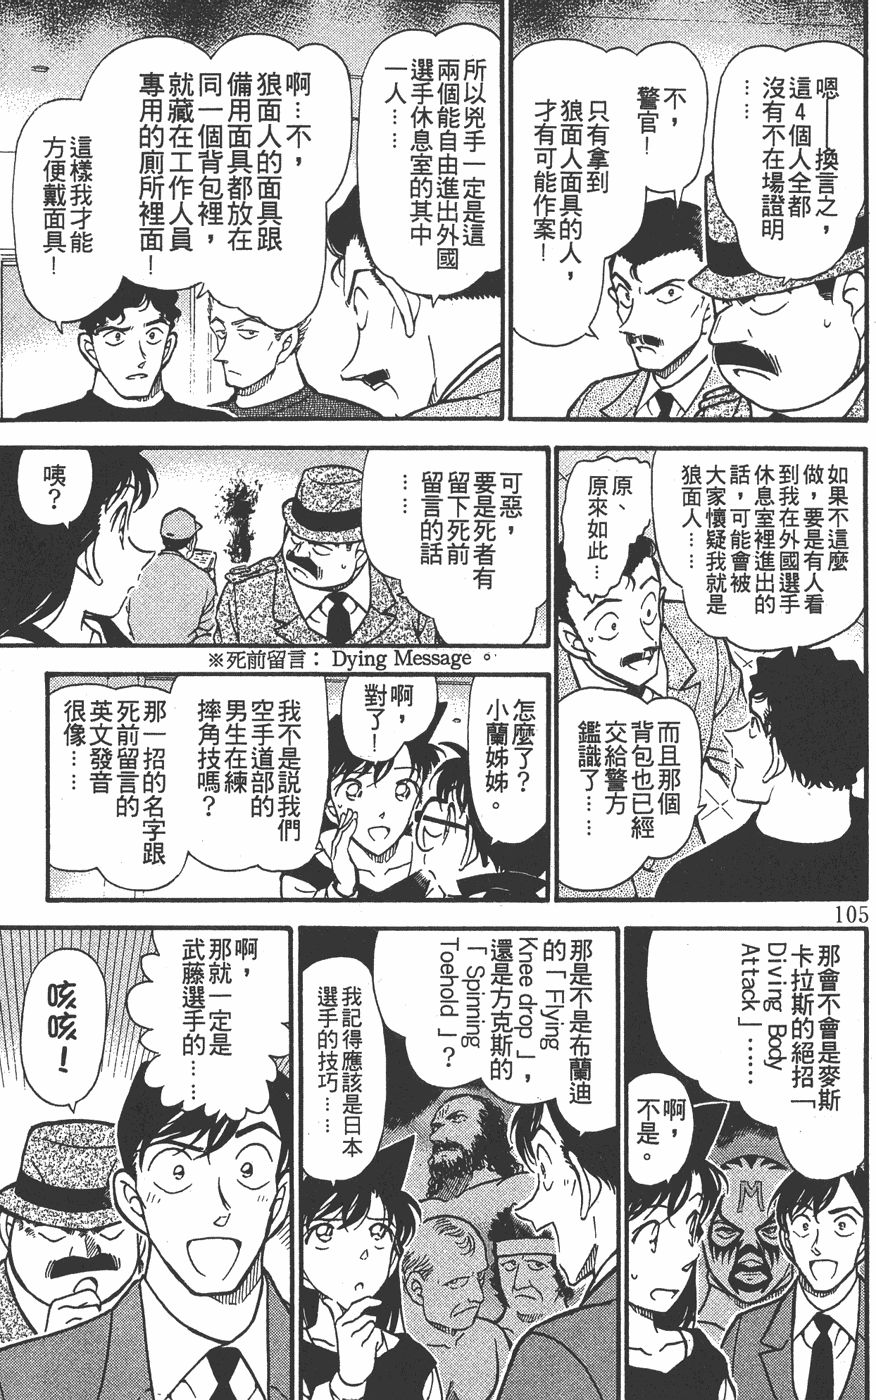 嗯——換言之，
這4個人全都
沒有不在場證明
……
不，
警官！
只有拿到
狼面人面具的人，
才有可能作案！
所以兇手一定是這
兩個能自由進出外國
選手休息室的其中
一人……
啊…不，
狼面人的面具跟
備用面具都放在
同一個背包裡，
就藏在工作人員
專用的廁所裡面！
這樣我才能
方便戴面具！
如果不這麼
做，要是有人看
到我在外國選手
休息室裡進出的
話，可能會被
大家懷疑我就是
狼面人……
原、
原來如此…
而且那個
背包也已經
交給警方
鑑識了……
可惡，
要是死者有
留下死前
留言的話
……
咦？
※死前留言：Dying Message。
怎麼了？
小蘭姊姊。
啊，
對了！
我不是說我們
空手道部的
男生在練
摔角技嗎？
那一招的名字跟
死前留言的
英文發音
很像……
105
那會不會是麥斯
卡拉斯的絕招「
Diving Body
Attack」……
啊，
不是。
M
那是不是布蘭迪
的「Flying
Knee drop」，
還是方克斯的
「Spinning
Toehold」？
我記得應該是日本
選手的技巧……
啊，
那就一定是
武藤選手的……
咳咳！